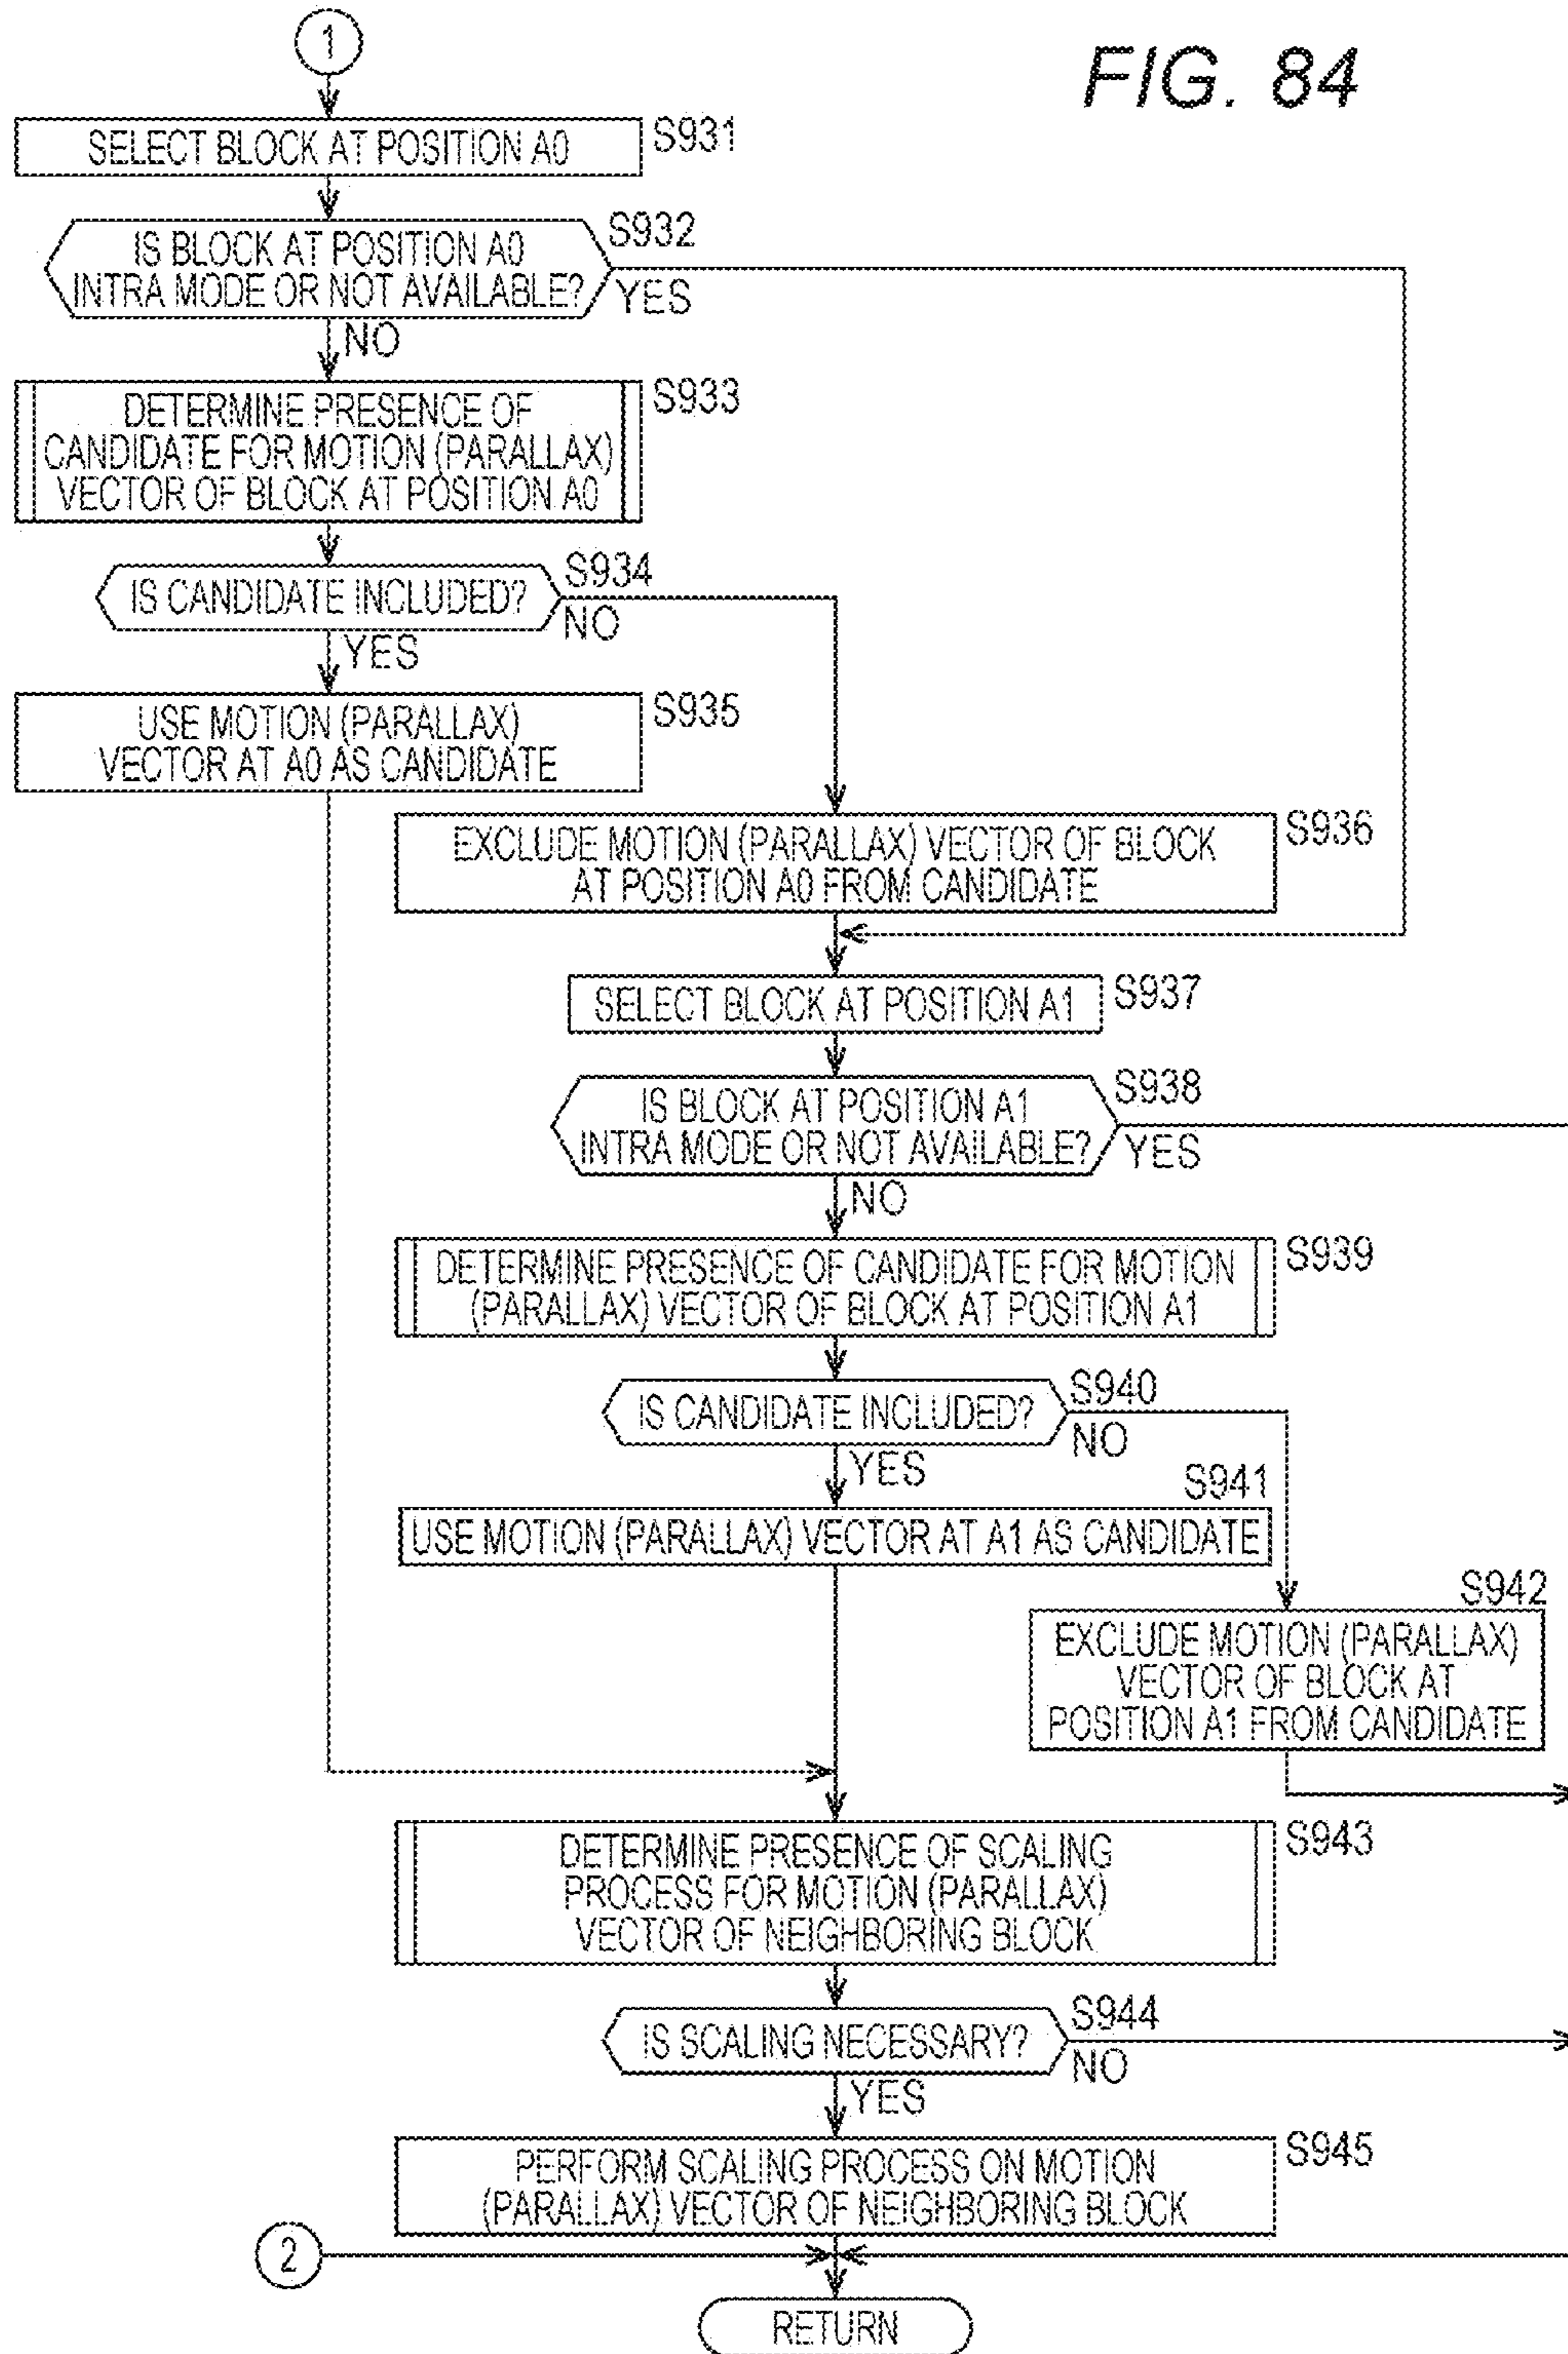 FIG. 84
1
SELECT BLOCK AT POSITION A0
S931
IS BLOCK AT POSITION A0
INTRA MODE OR NOT AVAILABLE?
S932
YES
NO
DETERMINE PRESENCE OF
CANDIDATE FOR MOTION (PARALLAX)
VECTOR OF BLOCK AT POSITION A0
S933
IS CANDIDATE INCLUDED?
S934
NO
YES
USE MOTION (PARALLAX)
VECTOR AT A0 AS CANDIDATE
S935
EXCLUDE MOTION (PARALLAX) VECTOR OF BLOCK
AT POSITION A0 FROM CANDIDATE
S936
SELECT BLOCK AT POSITION A1
S937
IS BLOCK AT POSITION A1
INTRA MODE OR NOT AVAILABLE?
S938
YES
NO
DETERMINE PRESENCE OF CANDIDATE FOR MOTION
(PARALLAX) VECTOR OF BLOCK AT POSITION A1
S939
IS CANDIDATE INCLUDED?
S940
NO
YES
S941
USE MOTION (PARALLAX) VECTOR AT A1 AS CANDIDATE
S942
EXCLUDE MOTION (PARALLAX)
VECTOR OF BLOCK AT
POSITION A1 FROM CANDIDATE
DETERMINE PRESENCE OF SCALING
PROCESS FOR MOTION (PARALLAX)
VECTOR OF NEIGHBORING BLOCK
S943
IS SCALING NECESSARY?
S944
NO
YES
PERFORM SCALING PROCESS ON MOTION
(PARALLAX) VECTOR OF NEIGHBORING BLOCK
S945
2
RETURN